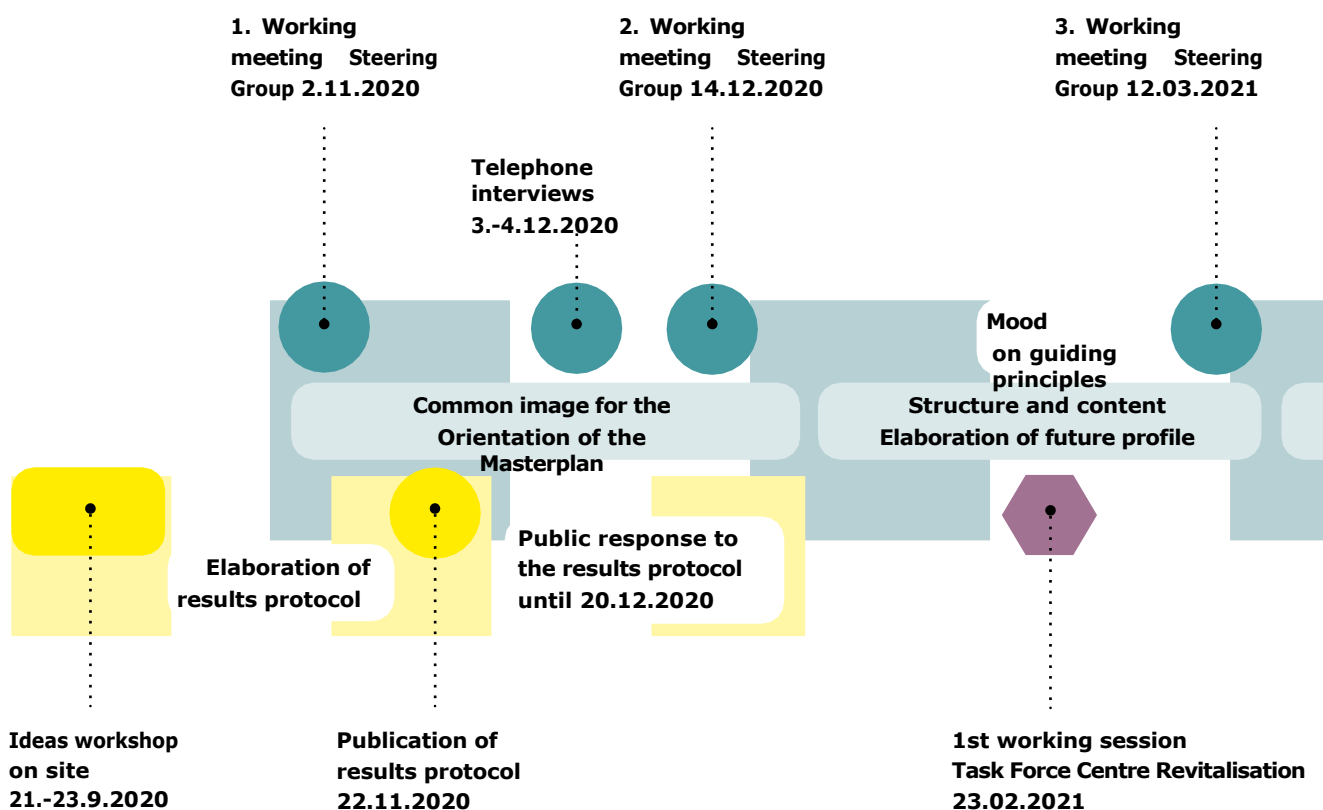 1. Working
meeting Steering
Group 2.11.2020
2. Working
meeting Steering
Group 14.12.2020
3. Working
meeting Steering
Group 12.03.2021
Telephone
interviews
3.-4.12.2020
Mood
on guiding
principles
Common image for the
Orientation of the
Masterplan
Structure and content
Elaboration of future profile
Elaboration of
results protocol
Public response to
the results protocol
until 20.12.2020
Ideas workshop
on site
21.-23.9.2020
Publication of
results protocol
22.11.2020
1st working session
Task Force Centre Revitalisation
23.02.2021